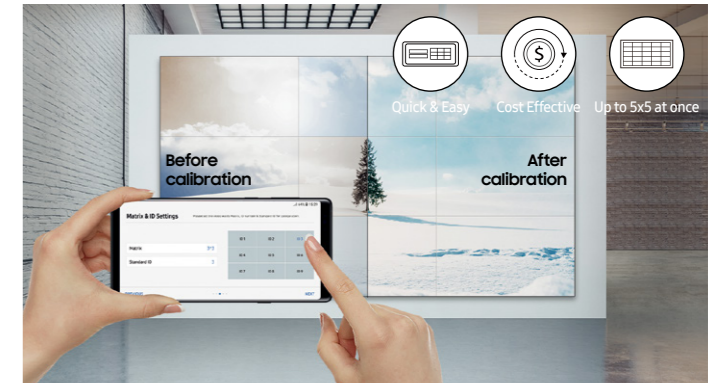 $
Quick & Easy
Cost Effective
Up to 5x5 at once
Before
calibration
After
calibration
Matrix & ID Settings
Matrix
Standard ID
NEXT